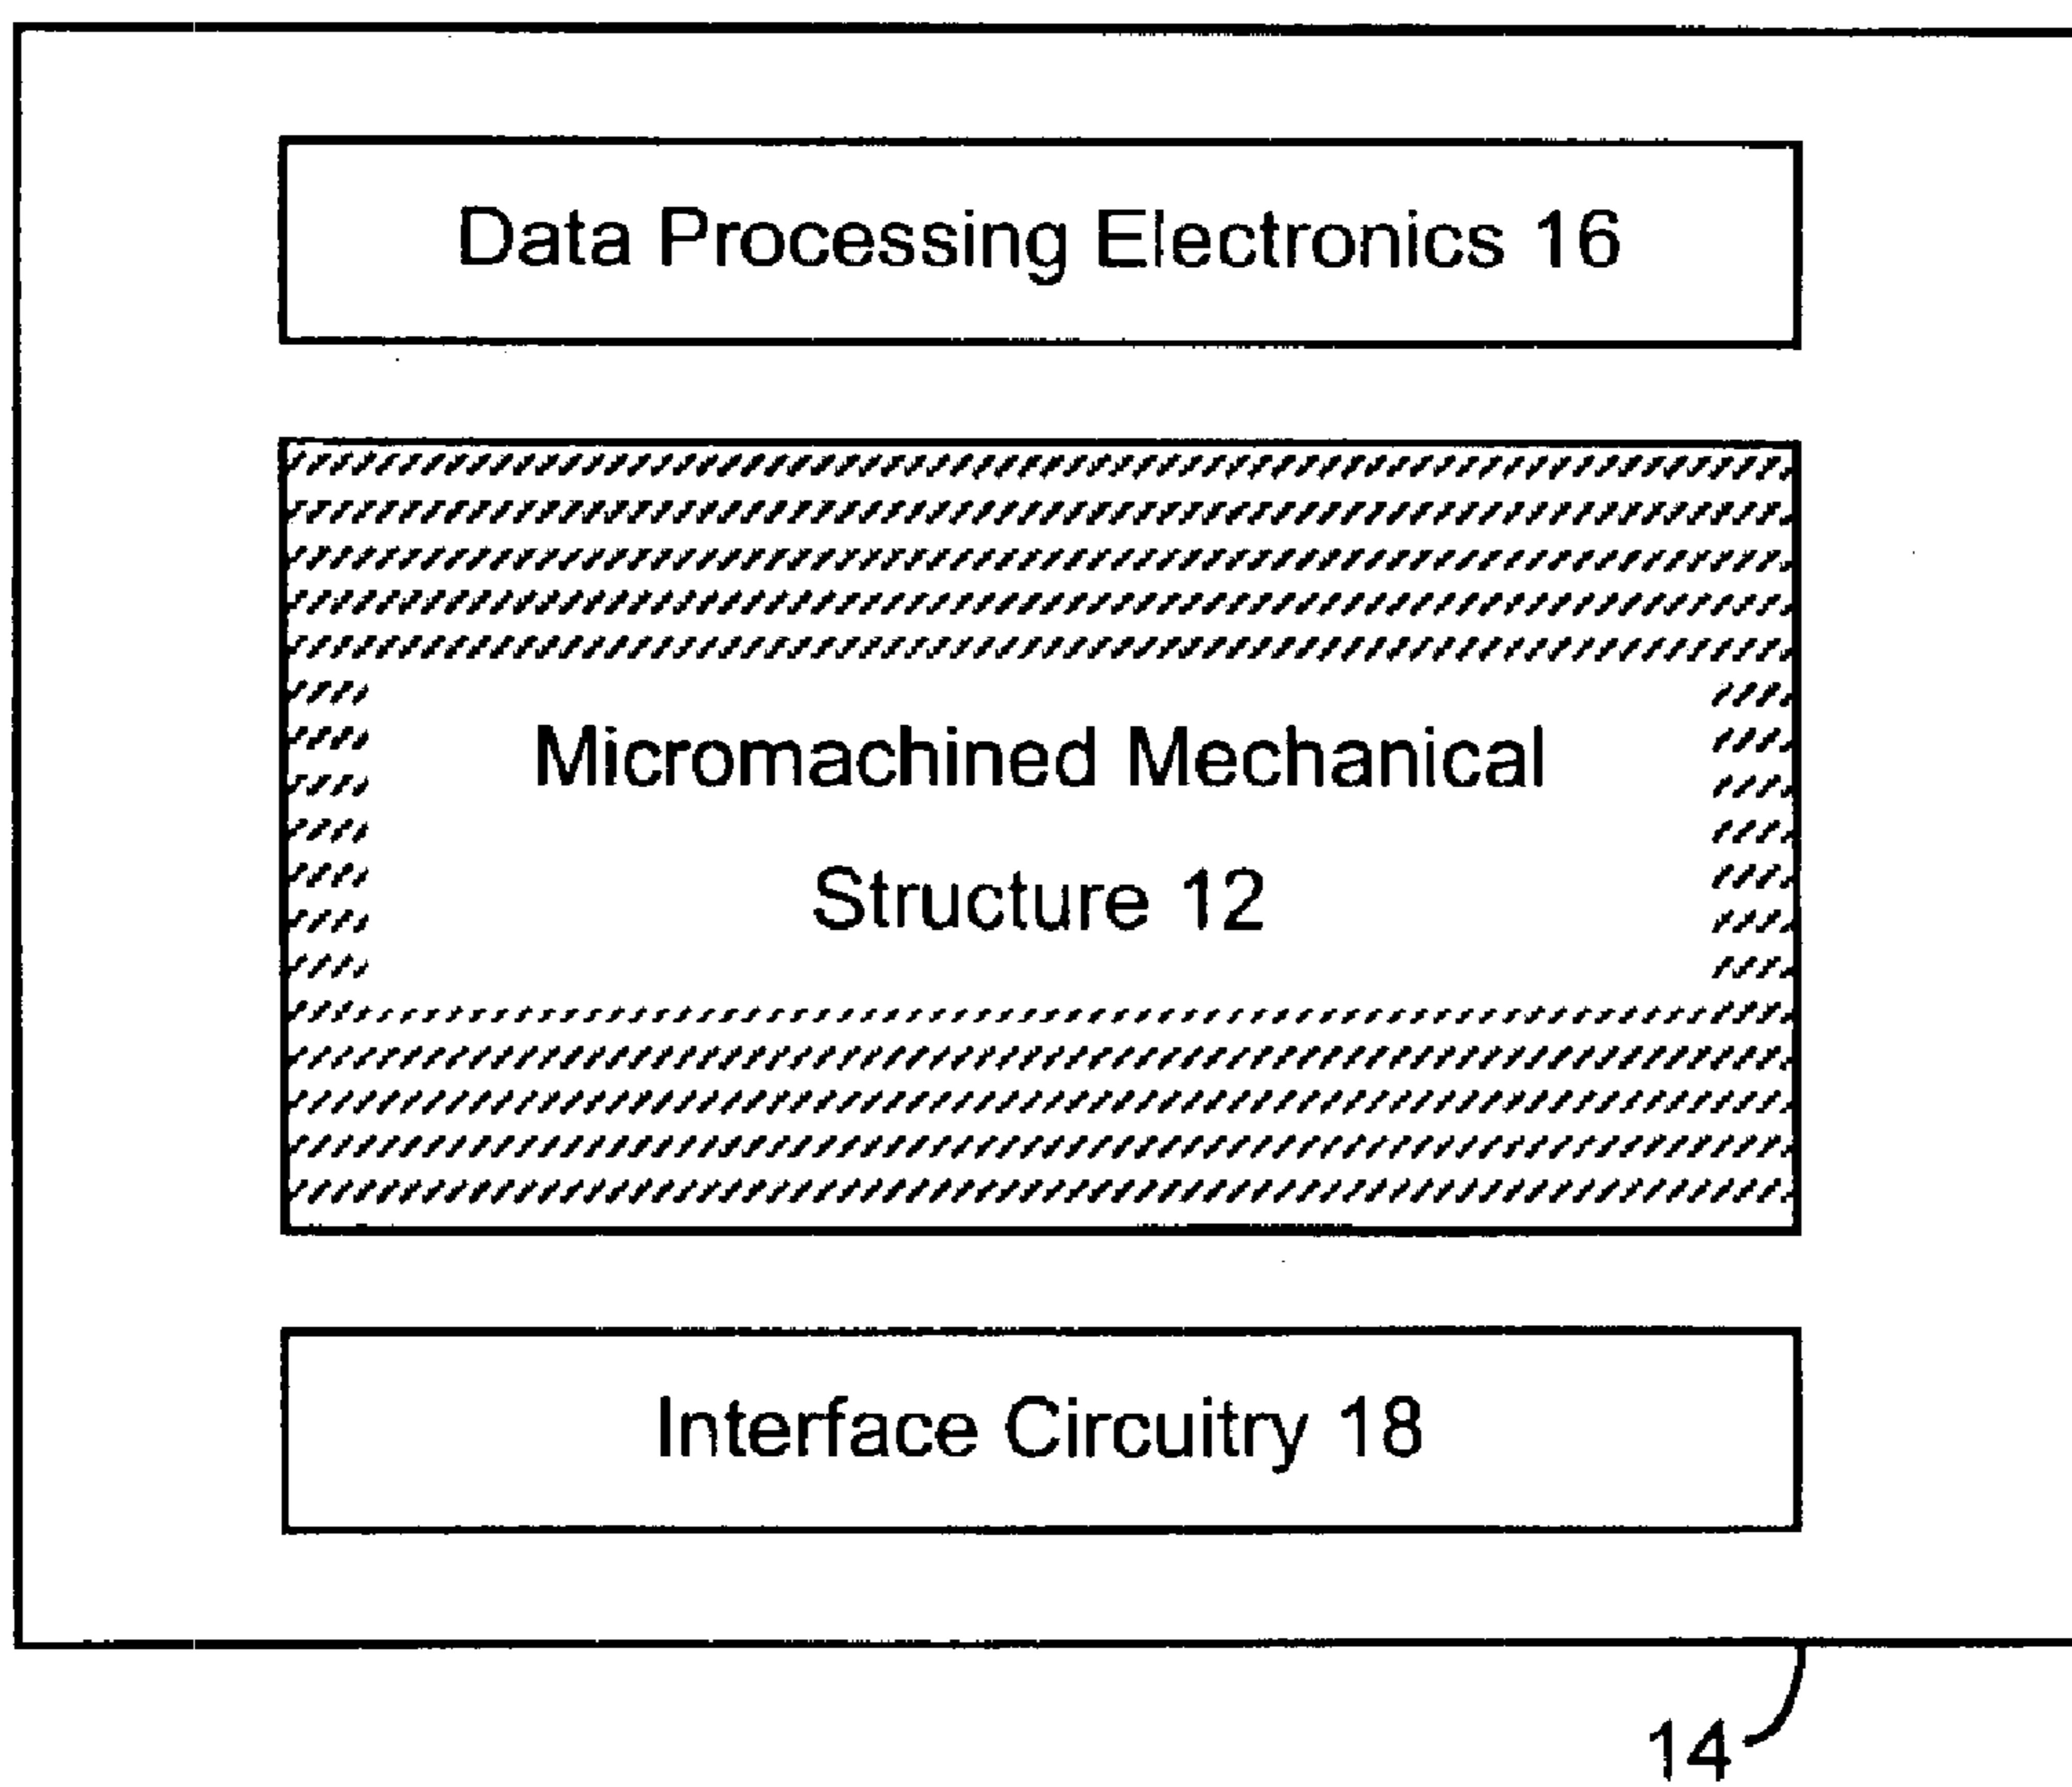 Data Processing Electronics 16
Micromachined Mechanical
Structure 12
Interface Circuitry 18
14